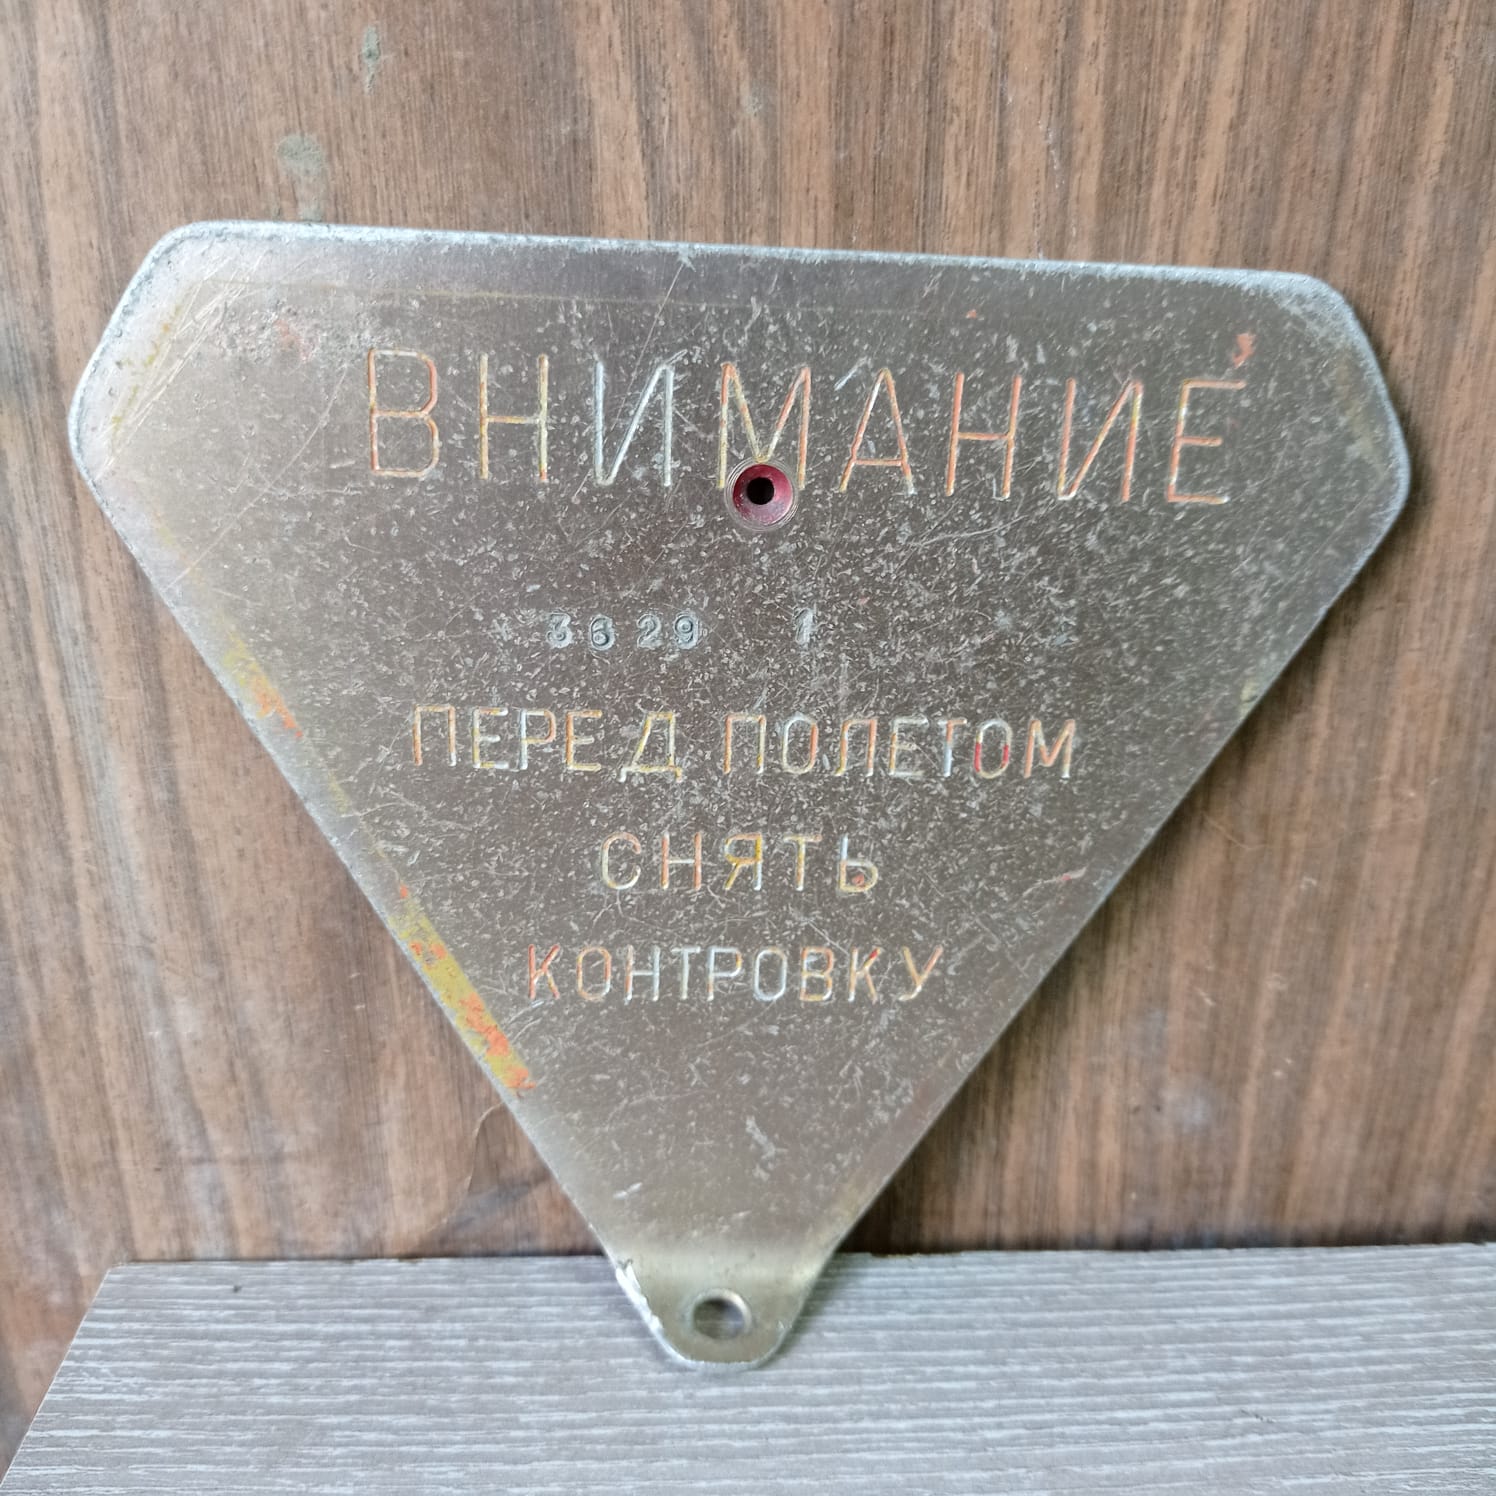 ВНИМАНИЕ
3629 1
ПЕРЕД ПОЛЕТОМ
СНЯТЬ
КОНТРОВКУ